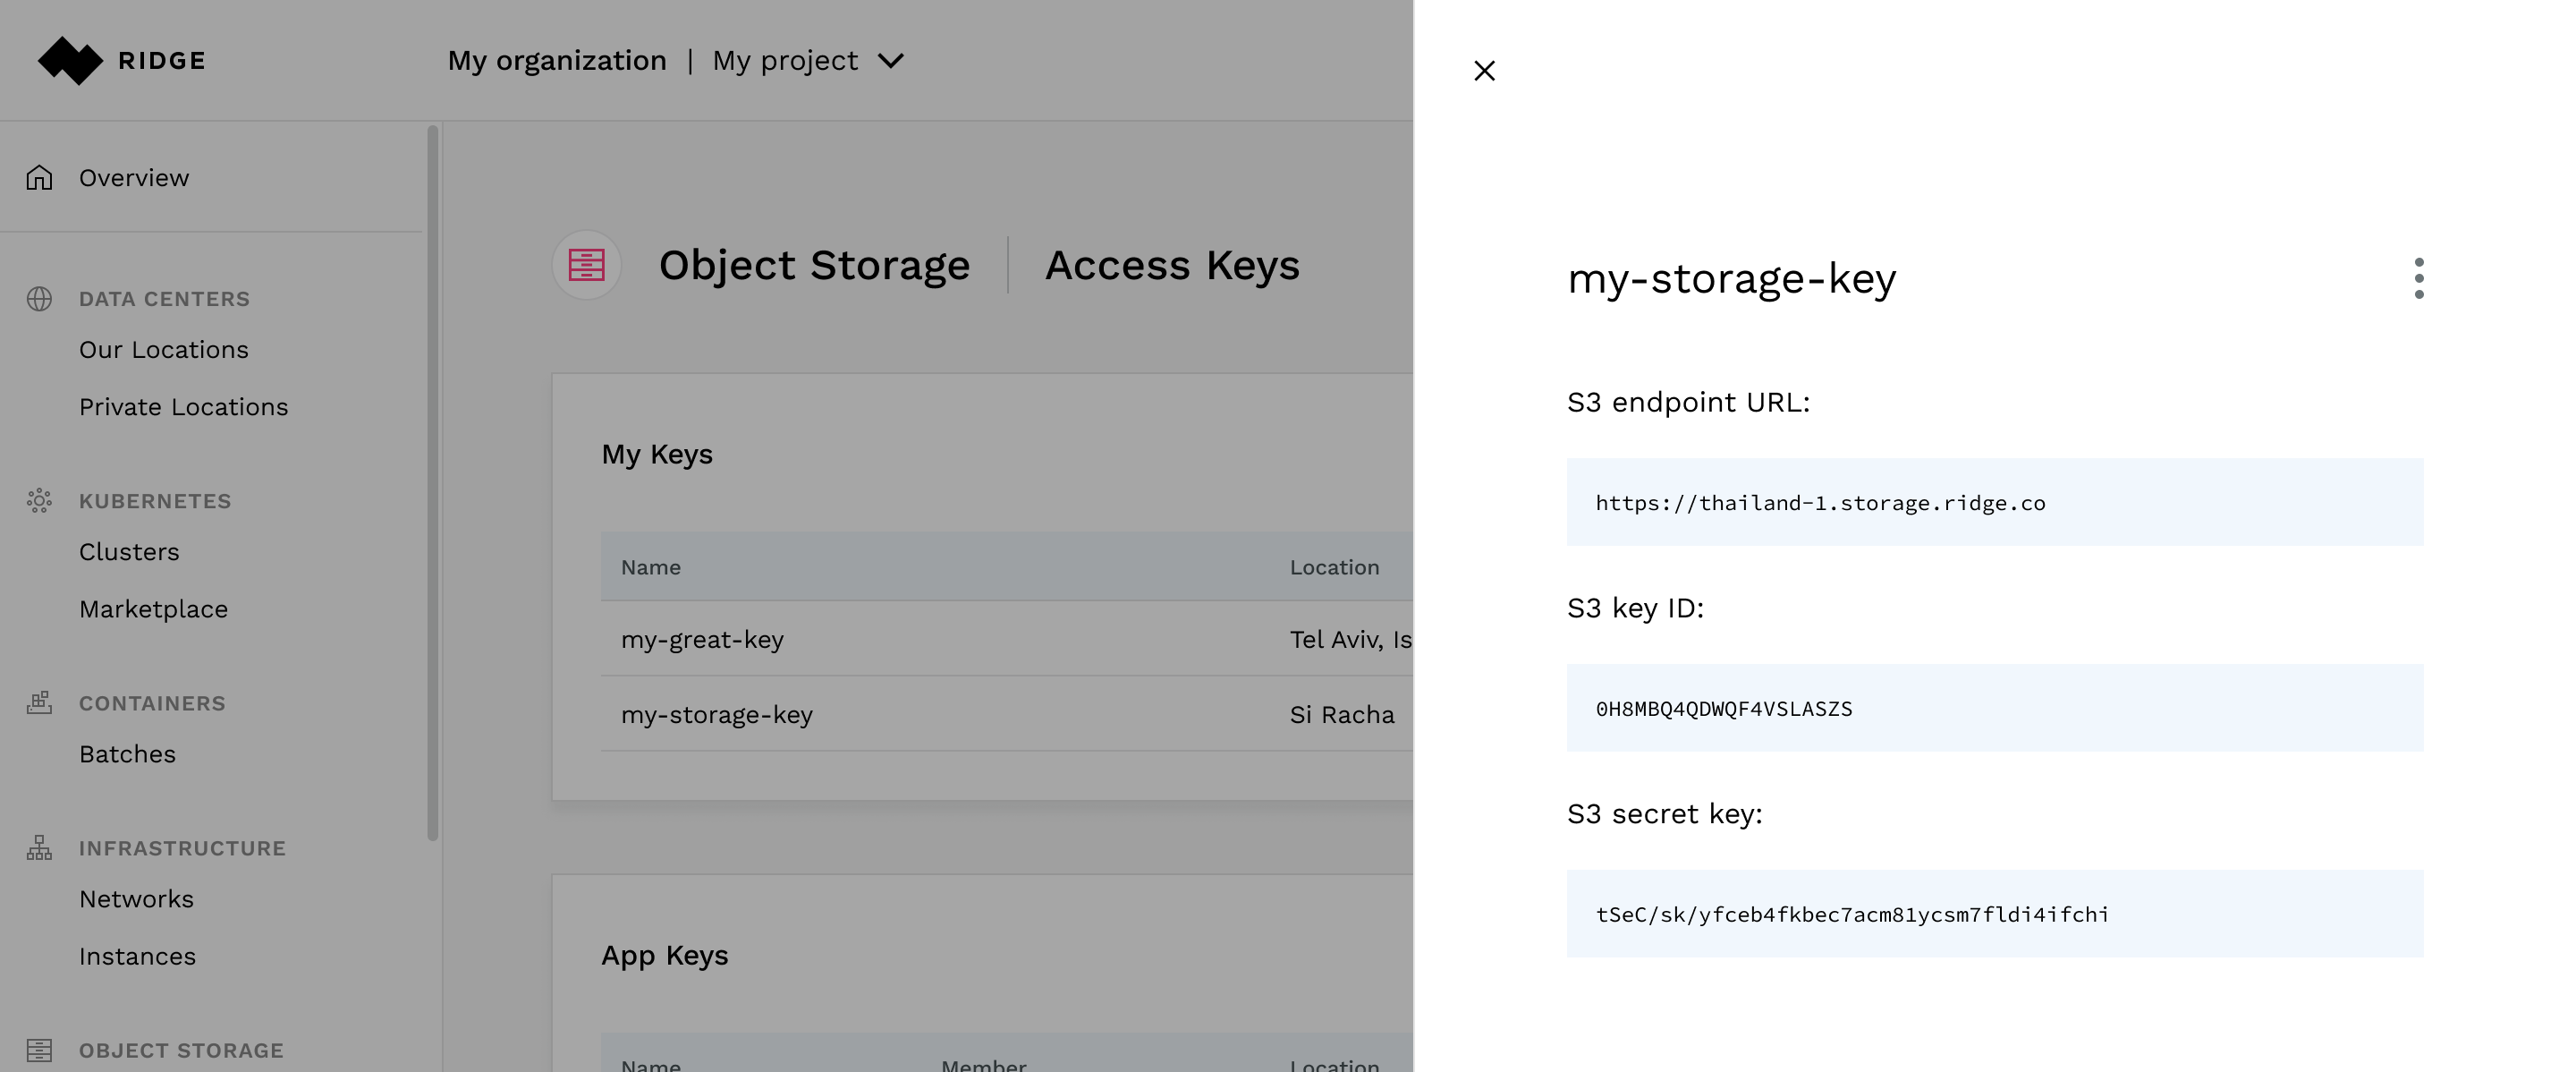 RIDGE
My organization | My project
Overview
DATA CENTERS
Our Locations
Private Locations
KUBERNETES
Clusters
Marketplace
CONTAINERS
Batches
INFRASTRUCTURE
Networks
Instances
OBJECT STORAGE
Object Storage | Access Keys
My Keys
Name Location
my-great-key Tel Aviv, Is
my-storage-key Si Racha
App Keys
Name Member Location
my-storage-key
S3 endpoint URL:
https://thailand-1.storage.ridge.co
S3 key ID:
0H8MBQ4QDWQF4VSLASZS
S3 secret key:
tSeC/sk/yfceb4fkbec7acm81ycsm7fldi4ifchi